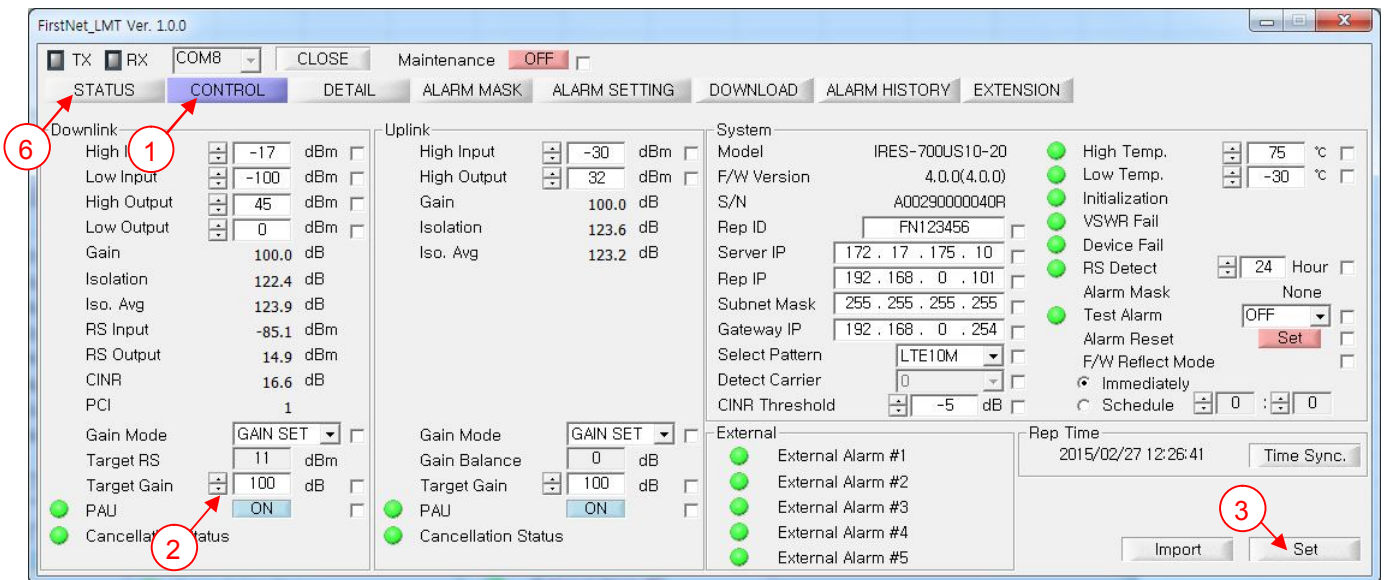 FirstNet_LMT Ver. 1.0.0
TX RX COM8 CLOSE Maintenance OFF
STATUS CONTROL DETAIL ALARM MASK ALARM SETTING DOWNLOAD ALARM HISTORY EXTENSION
6
1
Downlink
High I -17 dBm
Low Input -100 dBm
High Output 45 dBm
Low Output 0 dBm
Gain 100.0 dB
Isolation 122.4 dB
Iso. Avg 123.9 dB
RS Input -85.1 dBm
RS Output 14.9 dBm
CINR 16.6 dB
PCI 1
Gain Mode GAIN SET
Target RS 11 dBm
Target Gain 100 dB
PAU ON
Cancellat tatus
2
Uplink
High Input -30 dBm
High Output 32 dBm
Gain 100.0 dB
Isolation 123.6 dB
Iso. Avg 123.2 dB
Gain Mode GAIN SET
Gain Balance 0 dB
Target Gain 100 dB
PAU ON
Cancellation Status
System
Model IRES-700US10-20
F/W Version 4.0.0(4.0.0)
S/N A00290000040R
Rep ID FN123456
Server IP 172 . 17 . 175 . 10
Rep IP 192 . 168 . 0 . 101
Subnet Mask 255 . 255 . 255 . 255
Gateway IP 192 . 168 . 0 . 254
Select Pattern LTE10M
Detect Carrier 0
CINR Threshold -5 dB
High Temp. 75 ℃
Low Temp. -30 ℃
Initialization
VSWR Fail
Device Fail
RS Detect 24 Hour
Alarm Mask None
Test Alarm OFF
Alarm Reset Set
F/W Reflect Mode
Immediately
Schedule 0 : 0
External
External Alarm #1
External Alarm #2
External Alarm #3
External Alarm #4
External Alarm #5
Rep Time
2015/02/27 12:26:41 Time Sync.
3
Import Set